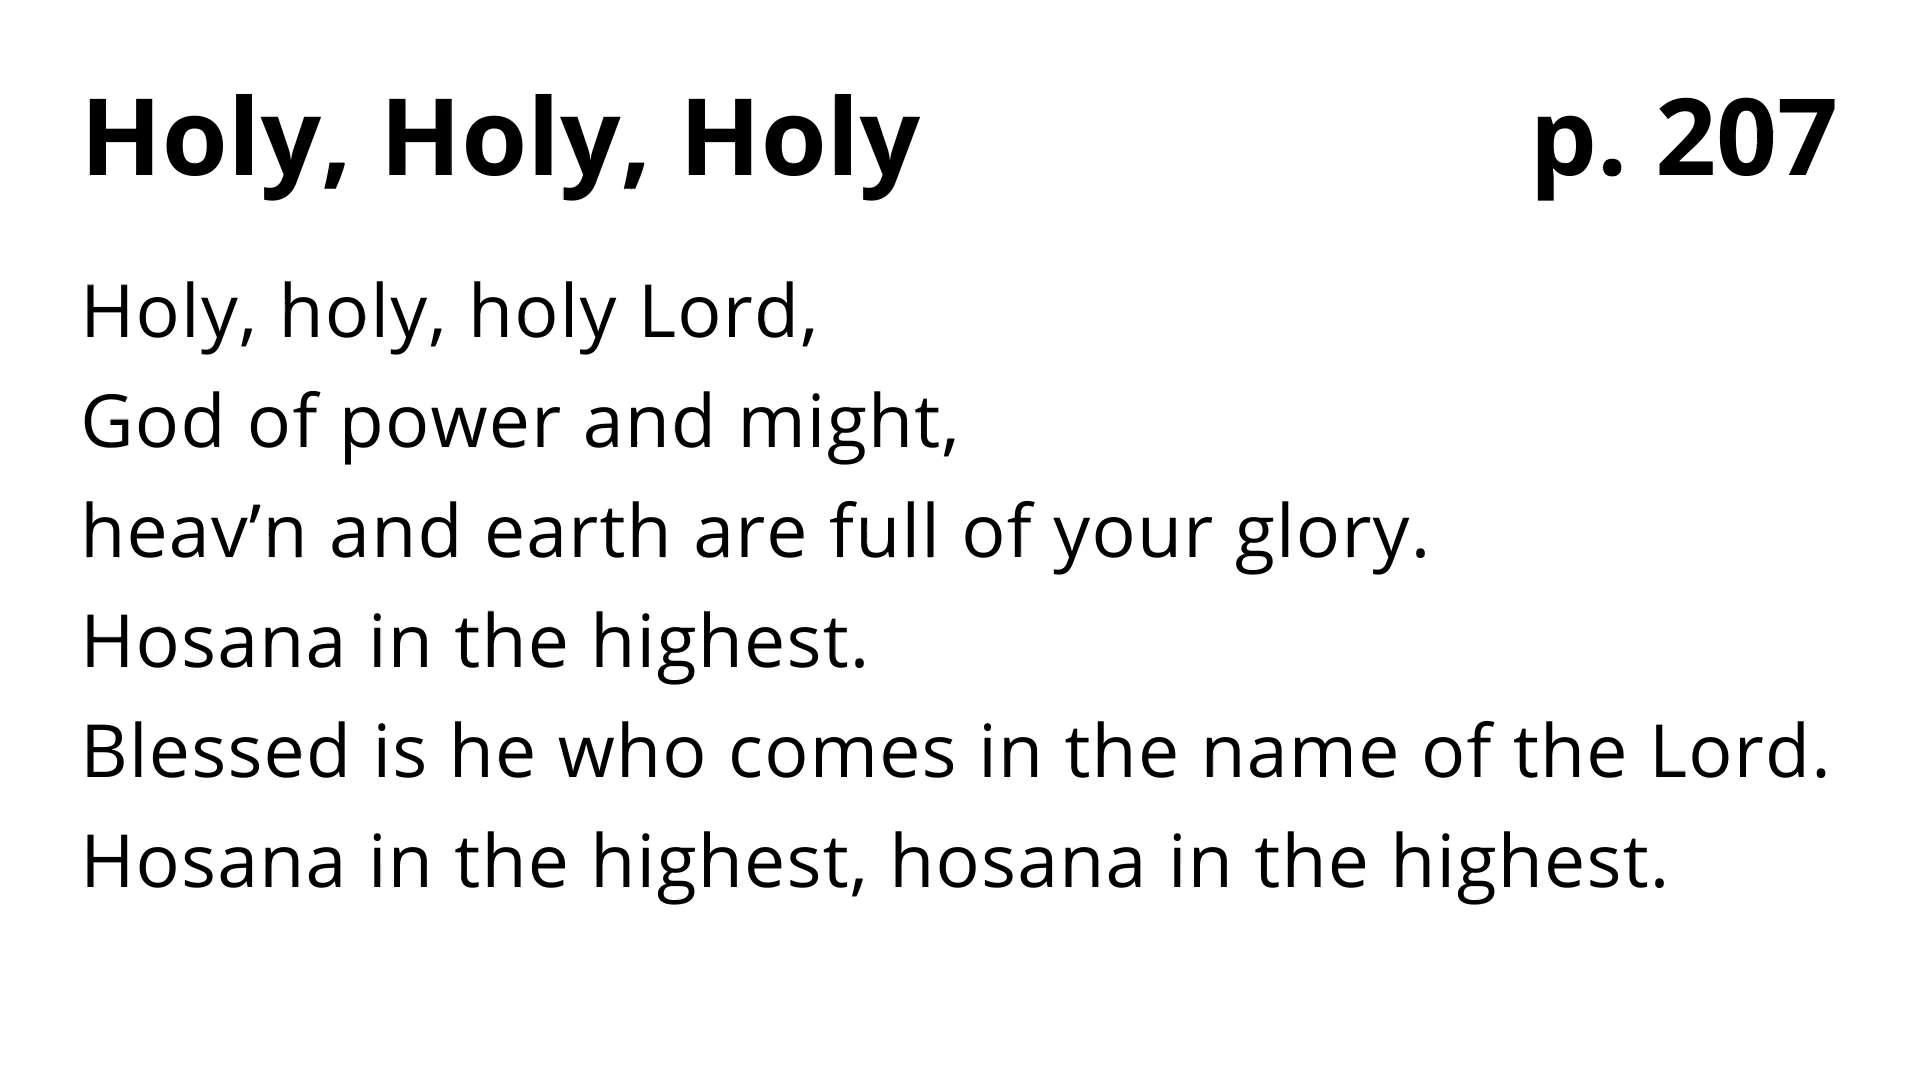 Holy, Holy, Holy p. 207
Holy, holy, holy Lord,
God of power and might,
heav’n and earth are full of your glory.
Hosana in the highest.
Blessed is he who comes in the name of the Lord.
Hosana in the highest, hosana in the highest.